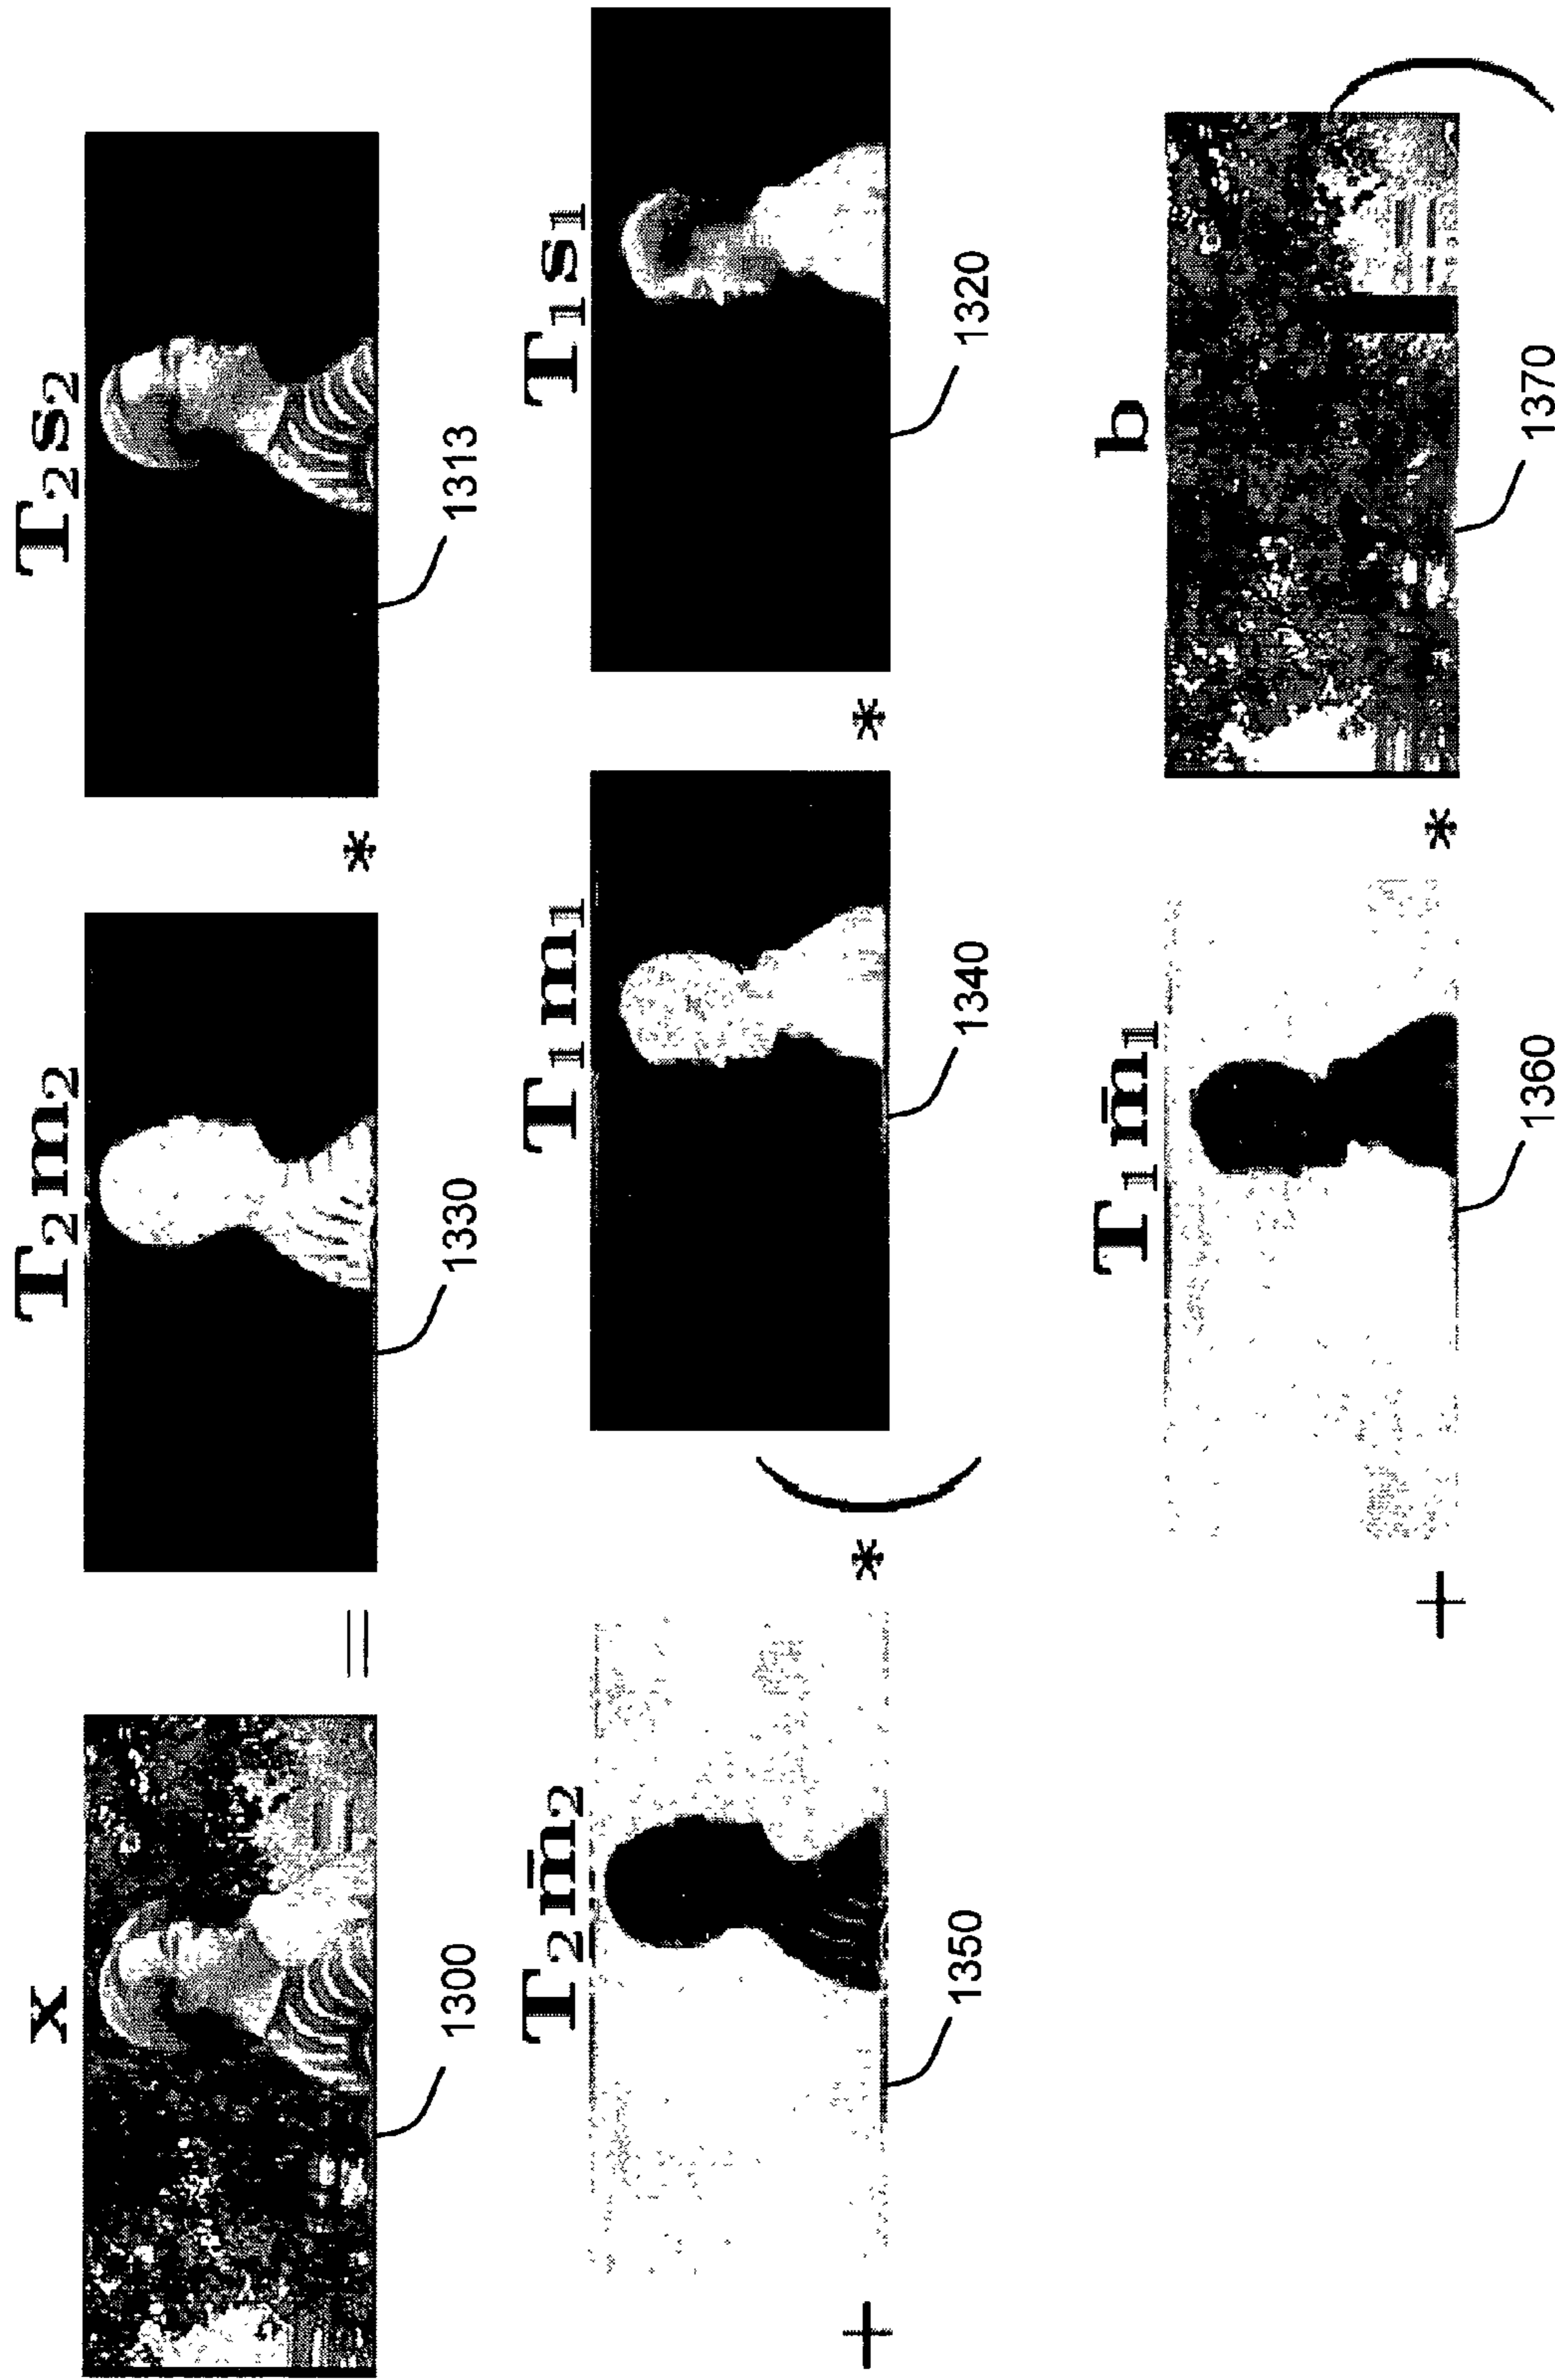 x = T₂m₂ * T₂s₂
1300 1330 1313
+ T₂m̄₂ * ( T₁m₁ * T₁s₁
1350 1340 1320
+ T₁m̄₁ * b )
1360 1370